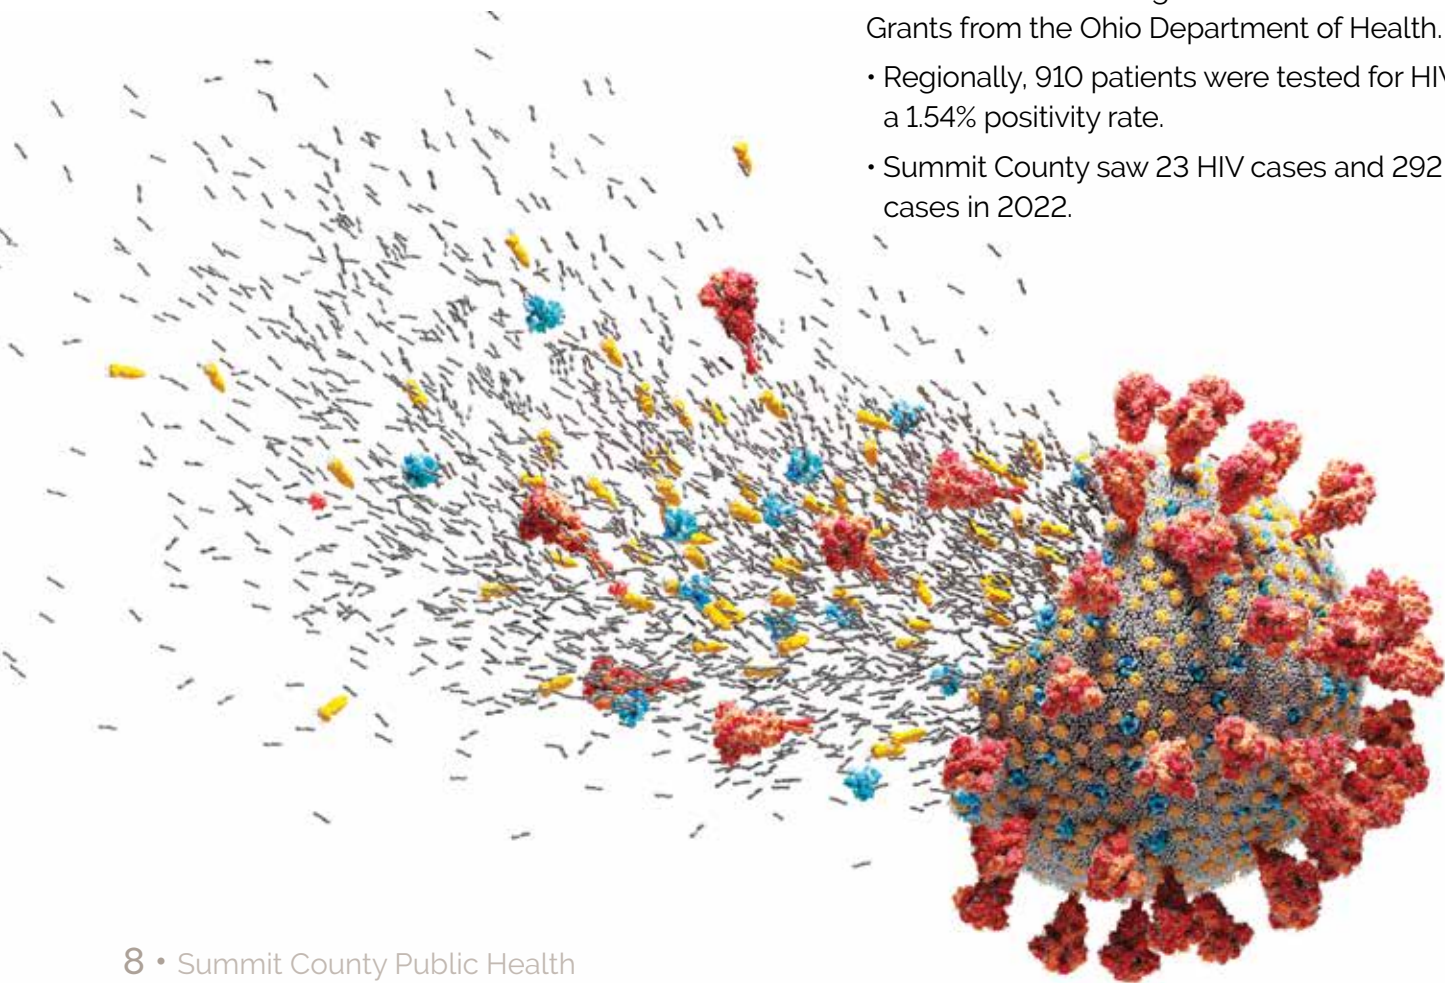 Grants from the Ohio Department of Health.
• Regionally, 910 patients were tested for HIV
a 1.54% positivity rate.
• Summit County saw 23 HIV cases and 292
cases in 2022.
8 • Summit County Public Health